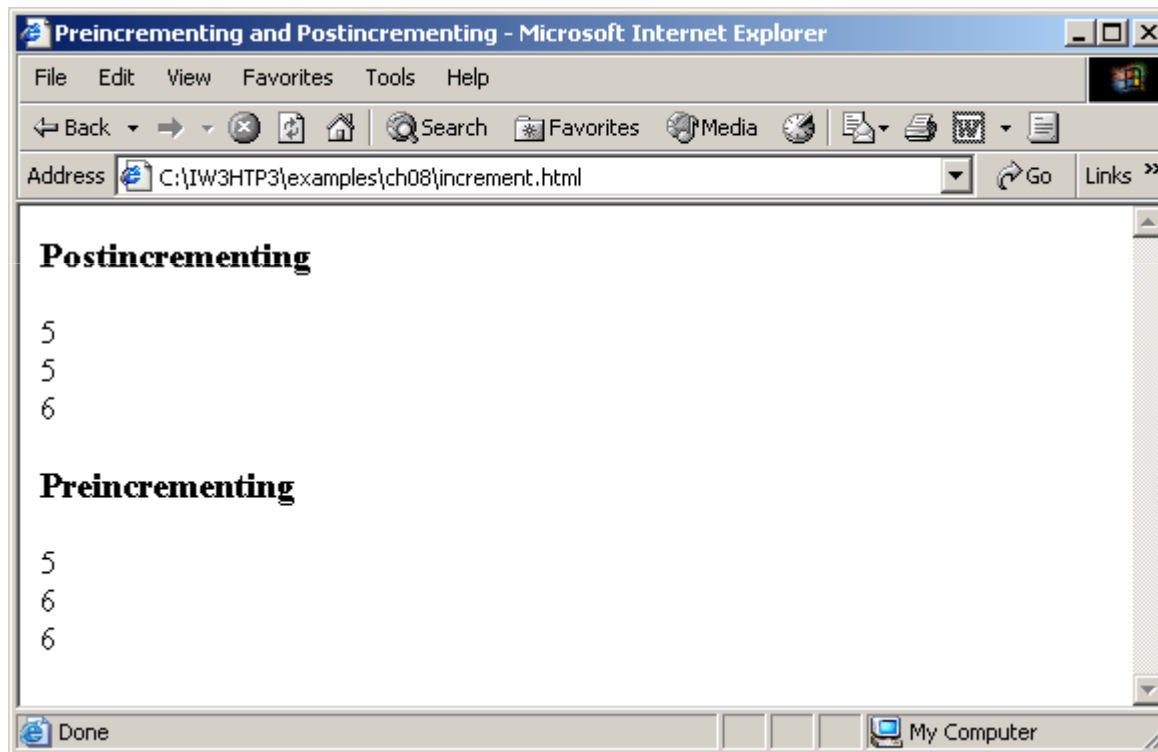 Preincrementing and Postincrementing - Microsoft Internet Explorer
File Edit View Favorites Tools Help
Back Search Favorites Media W
Address C:\IW3HTP3\examples\ch08\increment.html Go Links »
Postincrementing
5
5
6
Preincrementing
5
6
6
Done My Computer